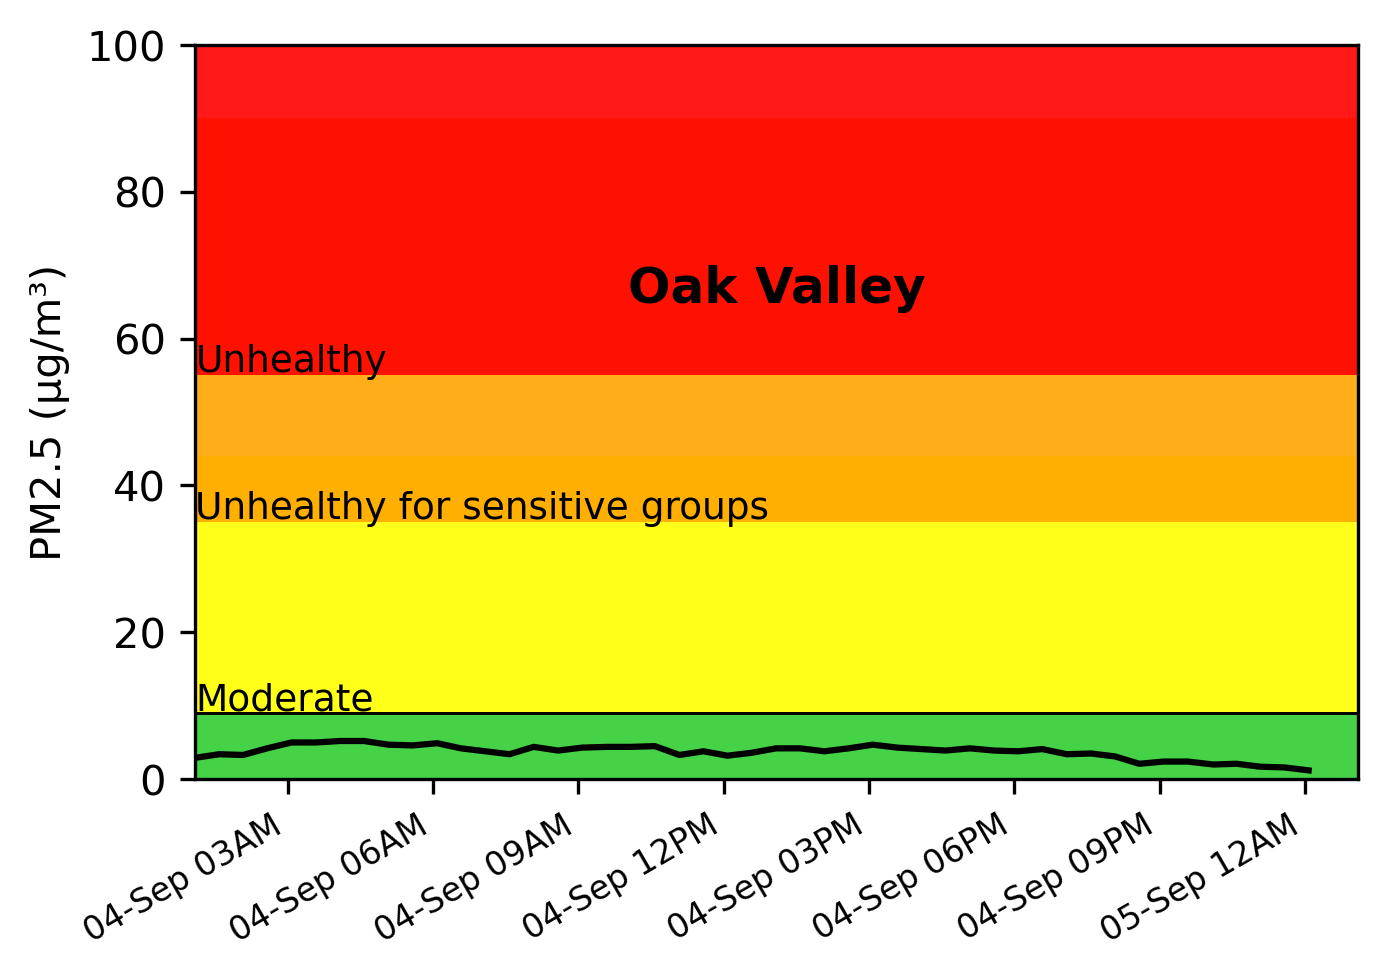 100
80
60
40
20
0
PM2.5 (µg/m³)
Oak Valley
Unhealthy
Unhealthy for sensitive groups
Moderate
04-Sep 03AM
04-Sep 06AM
04-Sep 09AM
04-Sep 12PM
04-Sep 03PM
04-Sep 06PM
04-Sep 09PM
05-Sep 12AM